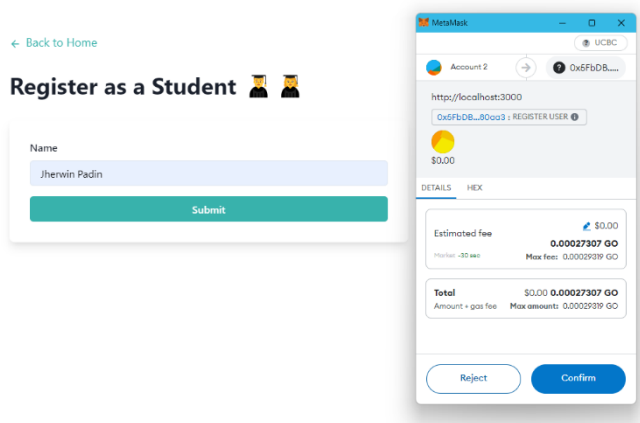 ← Back to Home
Register as a Student
Name
Jherwin Padin
Submit
MetaMask
UCBC
Account 2
0x6FbDB.....
http://localhost:3000
0x6FbDB...80aa3 : REGISTER USER
$0.00
DETAILS HEX
Estimated fee
$0.00
0.00027307 GO
Market ~30 sec
Max fee: 0.00029319 GO
Total $0.00 0.00027307 GO
Amount + gas fee Max amount: 0.00029319 GO
Reject Confirm